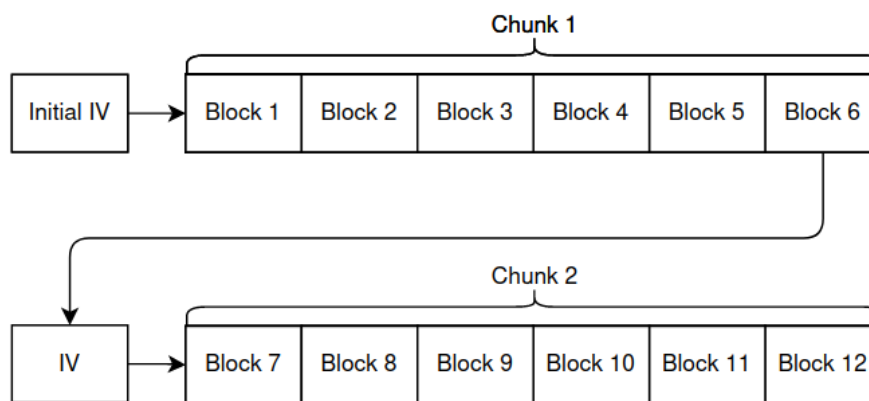 Chunk 1
Initial IV Block 1 Block 2 Block 3 Block 4 Block 5 Block 6
Chunk 2
IV Block 7 Block 8 Block 9 Block 10 Block 11 Block 12